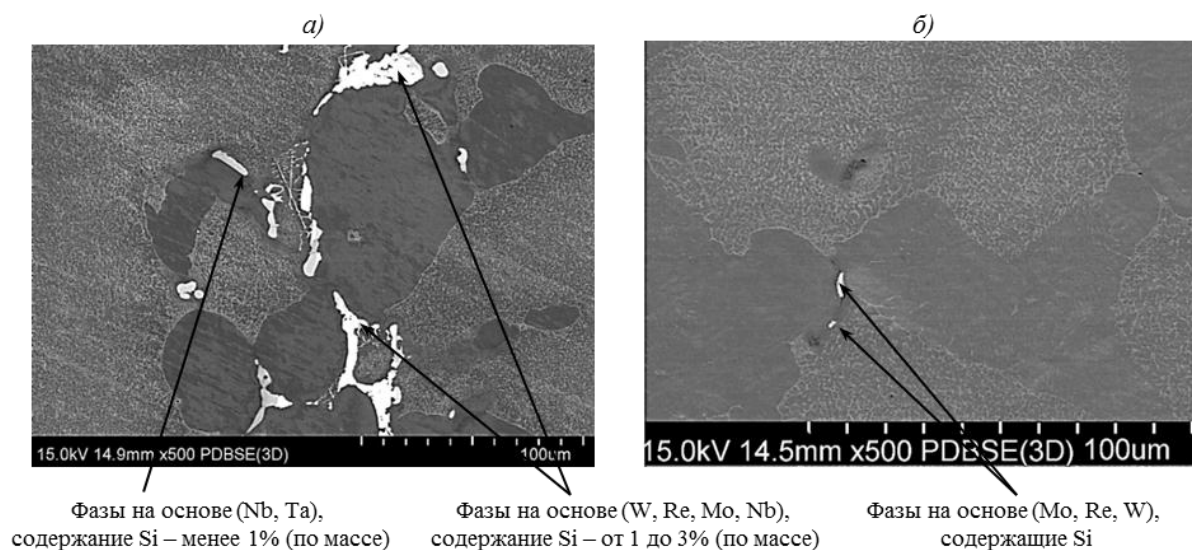 а)
б)
15.0kV 14.9mm x500 PDBSE(3D) 100um
15.0kV 14.5mm x500 PDBSE(3D) 100um
Фазы на основе (Nb, Ta),
содержание Si – менее 1% (по массе)
Фазы на основе (W, Re, Mo, Nb),
содержание Si – от 1 до 3% (по массе)
Фазы на основе (Mo, Re, W),
содержащие Si